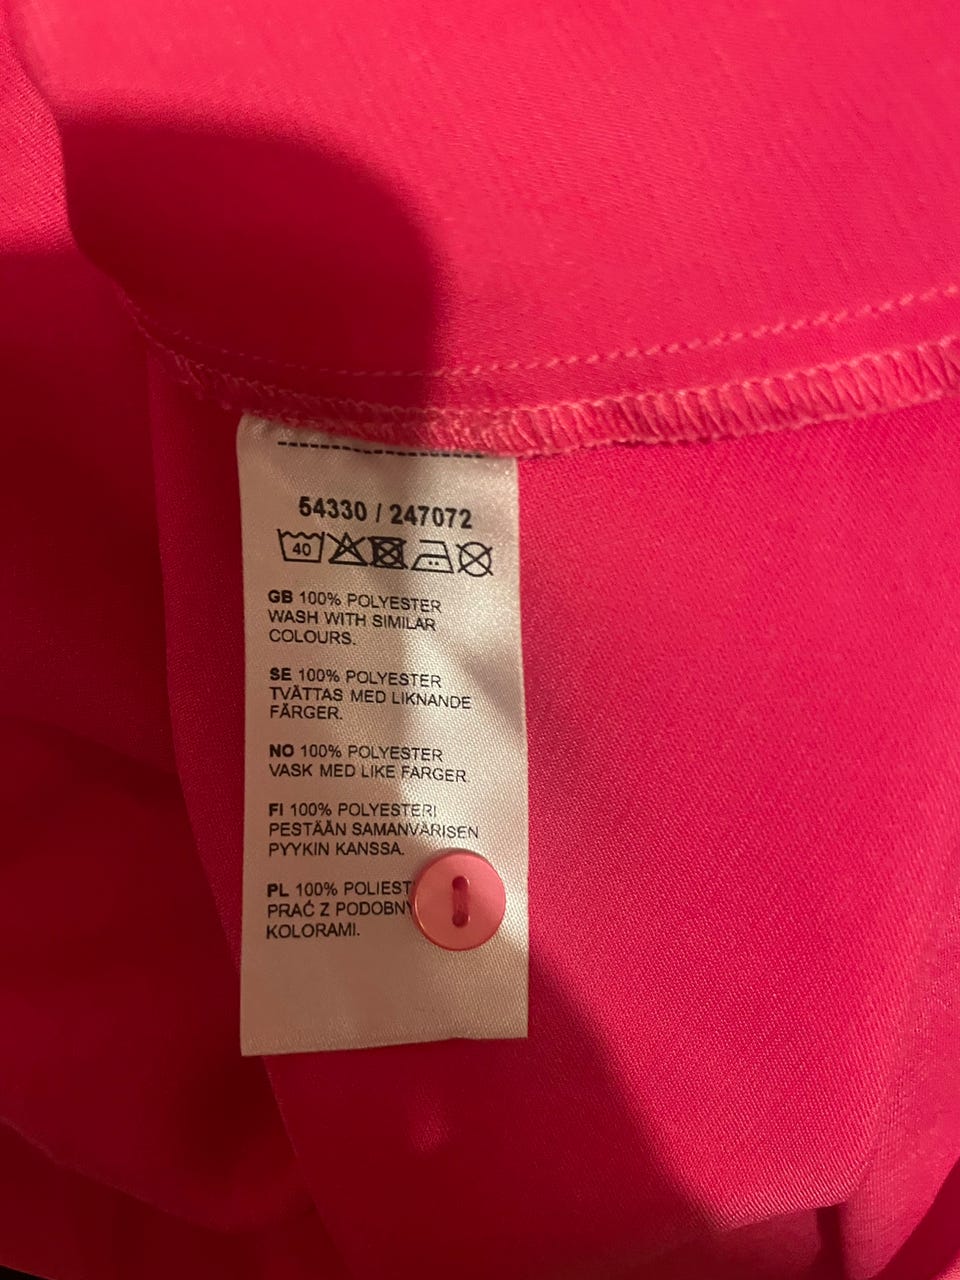 54330 / 247072
40
GB 100% POLYESTER
WASH WITH SIMILAR
COLOURS.
SE 100% POLYESTER
TVÄTTAS MED LIKNANDE
FÄRGER.
NO 100% POLYESTER
VASK MED LIKE FARGER
FI 100% POLYESTERI
PESTÄÄN SAMANVÄRISEN
PYYKIN KANSSA.
PL 100% POLIEST
PRAĆ Z PODOBNY
KOLORAMI.